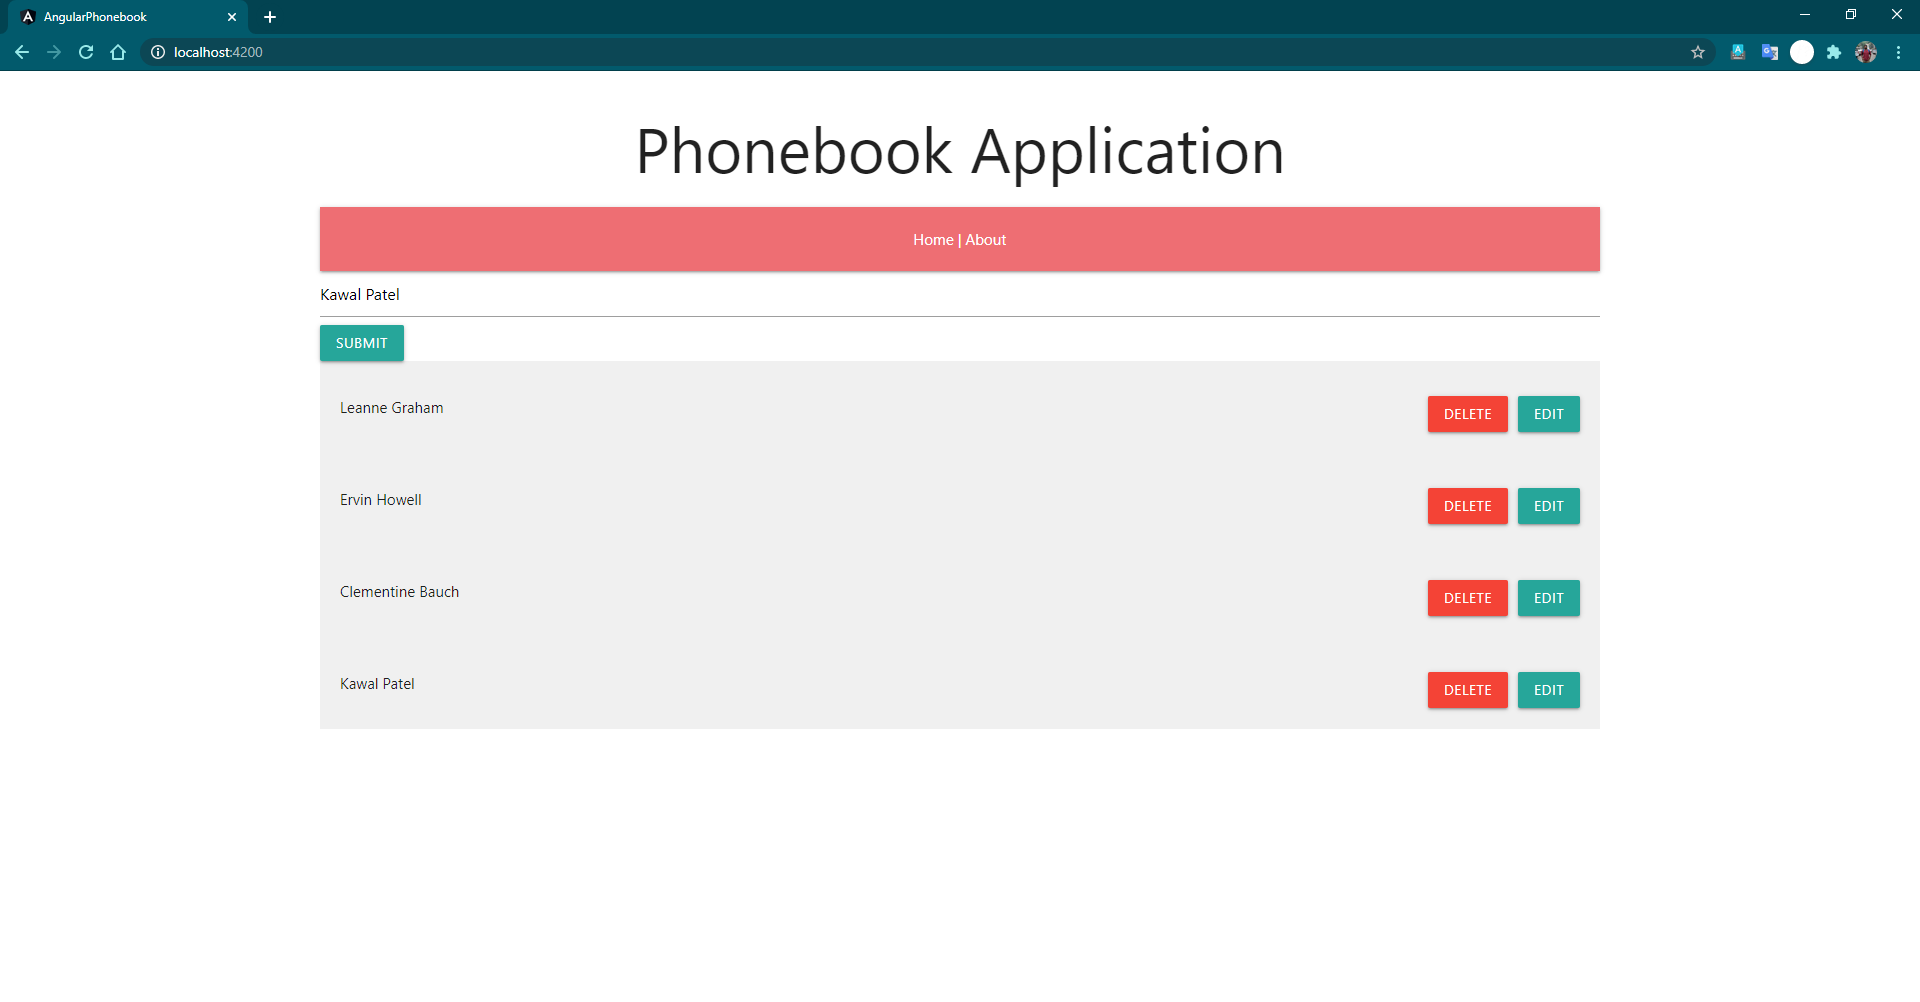 AngularPhonebook
localhost:4200
Phonebook Application
Home | About
Kawal Patel
SUBMIT
Leanne Graham DELETE EDIT
Ervin Howell DELETE EDIT
Clementine Bauch DELETE EDIT
Kawal Patel DELETE EDIT